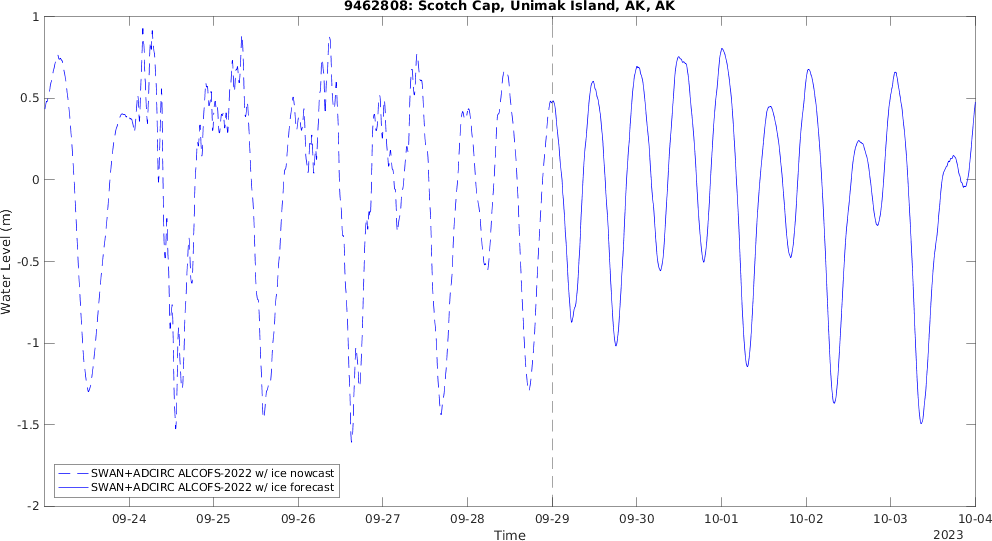 9462808: Scotch Cap, Unimak Island, AK, AK
Water Level (m)
1
0.5
0
-0.5
-1
-1.5
-2
SWAN+ADCIRC ALCOFS-2022 w/ ice nowcast
SWAN+ADCIRC ALCOFS-2022 w/ ice forecast
09-24 09-25 09-26 09-27 09-28 09-29 09-30 10-01 10-02 10-03 10-04
Time
2023